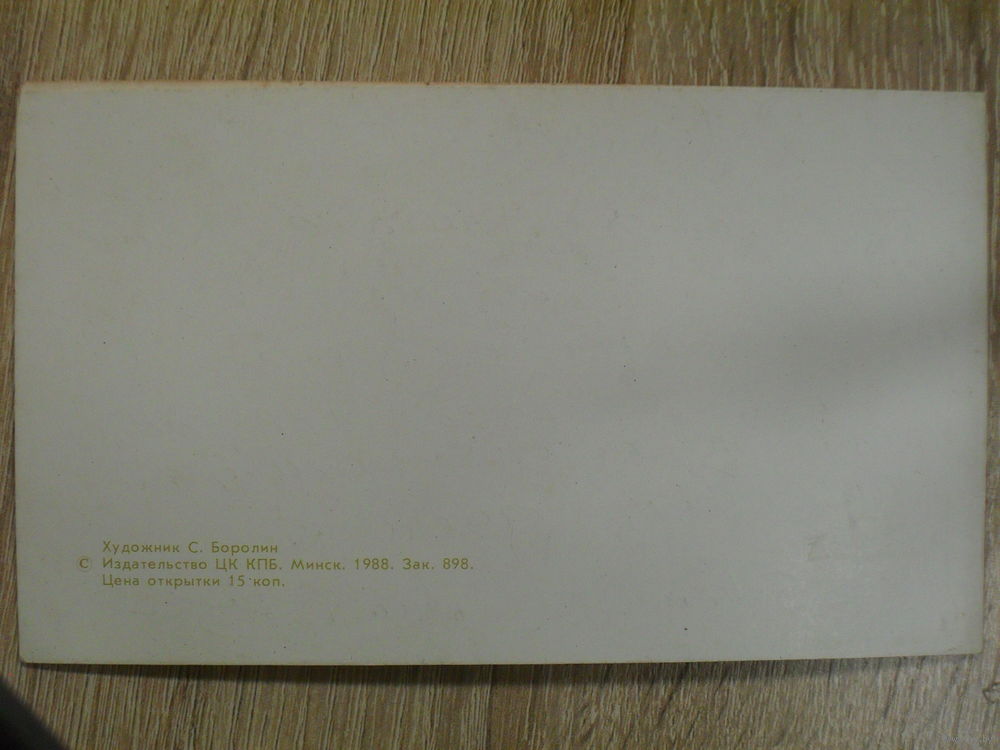 Художник С. Боролин
© Издательство ЦК КПБ. Минск. 1988. Зак. 898.
Цена открытки 15 коп.